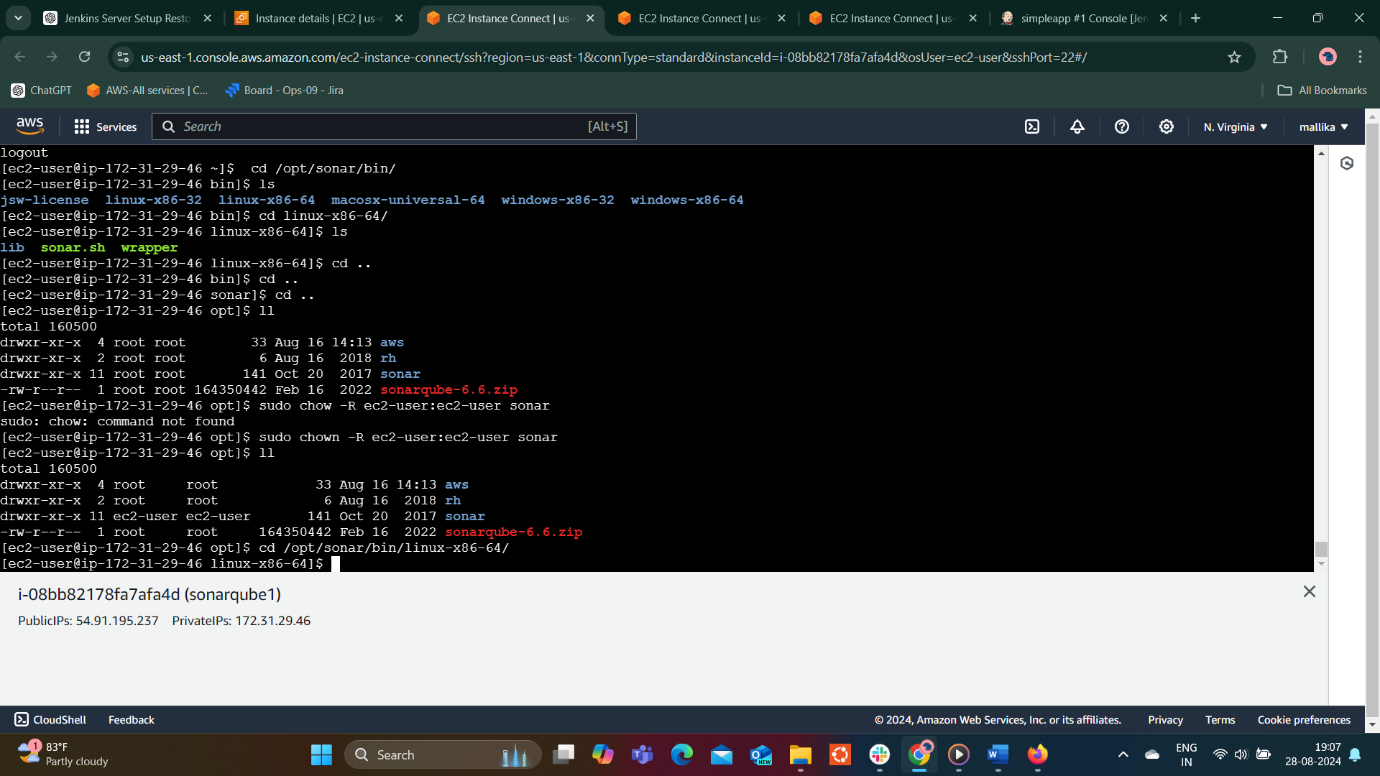 Jenkins Server Setup Resto
Instance details | EC2 | us-e
EC2 Instance Connect | us-
EC2 Instance Connect | us-
EC2 Instance Connect | us-
simpleapp #1 Console [Jen
us-east-1.console.aws.amazon.com/ec2-instance-connect/ssh?region=us-east-1&connType=standard&instanceId=i-08bb82178fa7afa4d&osUser=ec2-user&sshPort=22#/
ChatGPT AWS-All services | C... Board - Ops-09 - Jira All Bookmarks
aws Services Search [Alt+S] N. Virginia ▼ mallika ▼
logout
[ec2-user@ip-172-31-29-46 ~]$  cd /opt/sonar/bin/
[ec2-user@ip-172-31-29-46 bin]$ ls
jsw-license  linux-x86-32  linux-x86-64  macosx-universal-64  windows-x86-32  windows-x86-64
[ec2-user@ip-172-31-29-46 bin]$ cd linux-x86-64/
[ec2-user@ip-172-31-29-46 linux-x86-64]$ ls
lib  sonar.sh  wrapper
[ec2-user@ip-172-31-29-46 linux-x86-64]$ cd ..
[ec2-user@ip-172-31-29-46 bin]$ cd ..
[ec2-user@ip-172-31-29-46 sonar]$ cd ..
[ec2-user@ip-172-31-29-46 opt]$ ll
total 160500
drwxr-xr-x  4 root root        33 Aug 16 14:13 aws
drwxr-xr-x  2 root root         6 Aug 16  2018 rh
drwxr-xr-x 11 root root       141 Oct 20  2017 sonar
-rw-r--r--  1 root root 164350442 Feb 16  2022 sonarqube-6.6.zip
[ec2-user@ip-172-31-29-46 opt]$ sudo chow -R ec2-user:ec2-user sonar
sudo: chow: command not found
[ec2-user@ip-172-31-29-46 opt]$ sudo chown -R ec2-user:ec2-user sonar
[ec2-user@ip-172-31-29-46 opt]$ ll
total 160500
drwxr-xr-x  4 root     root            33 Aug 16 14:13 aws
drwxr-xr-x  2 root     root             6 Aug 16  2018 rh
drwxr-xr-x 11 ec2-user ec2-user       141 Oct 20  2017 sonar
-rw-r--r--  1 root     root     164350442 Feb 16  2022 sonarqube-6.6.zip
[ec2-user@ip-172-31-29-46 opt]$ cd /opt/sonar/bin/linux-x86-64/
[ec2-user@ip-172-31-29-46 linux-x86-64]$
i-08bb82178fa7afa4d (sonarqube1)
PublicIPs: 54.91.195.237 PrivateIPs: 172.31.29.46
CloudShell Feedback © 2024, Amazon Web Services, Inc. or its affiliates. Privacy Terms Cookie preferences
1 83°F
Partly cloudy
Search
NEW
ENG
IN
19:07
28-08-2024